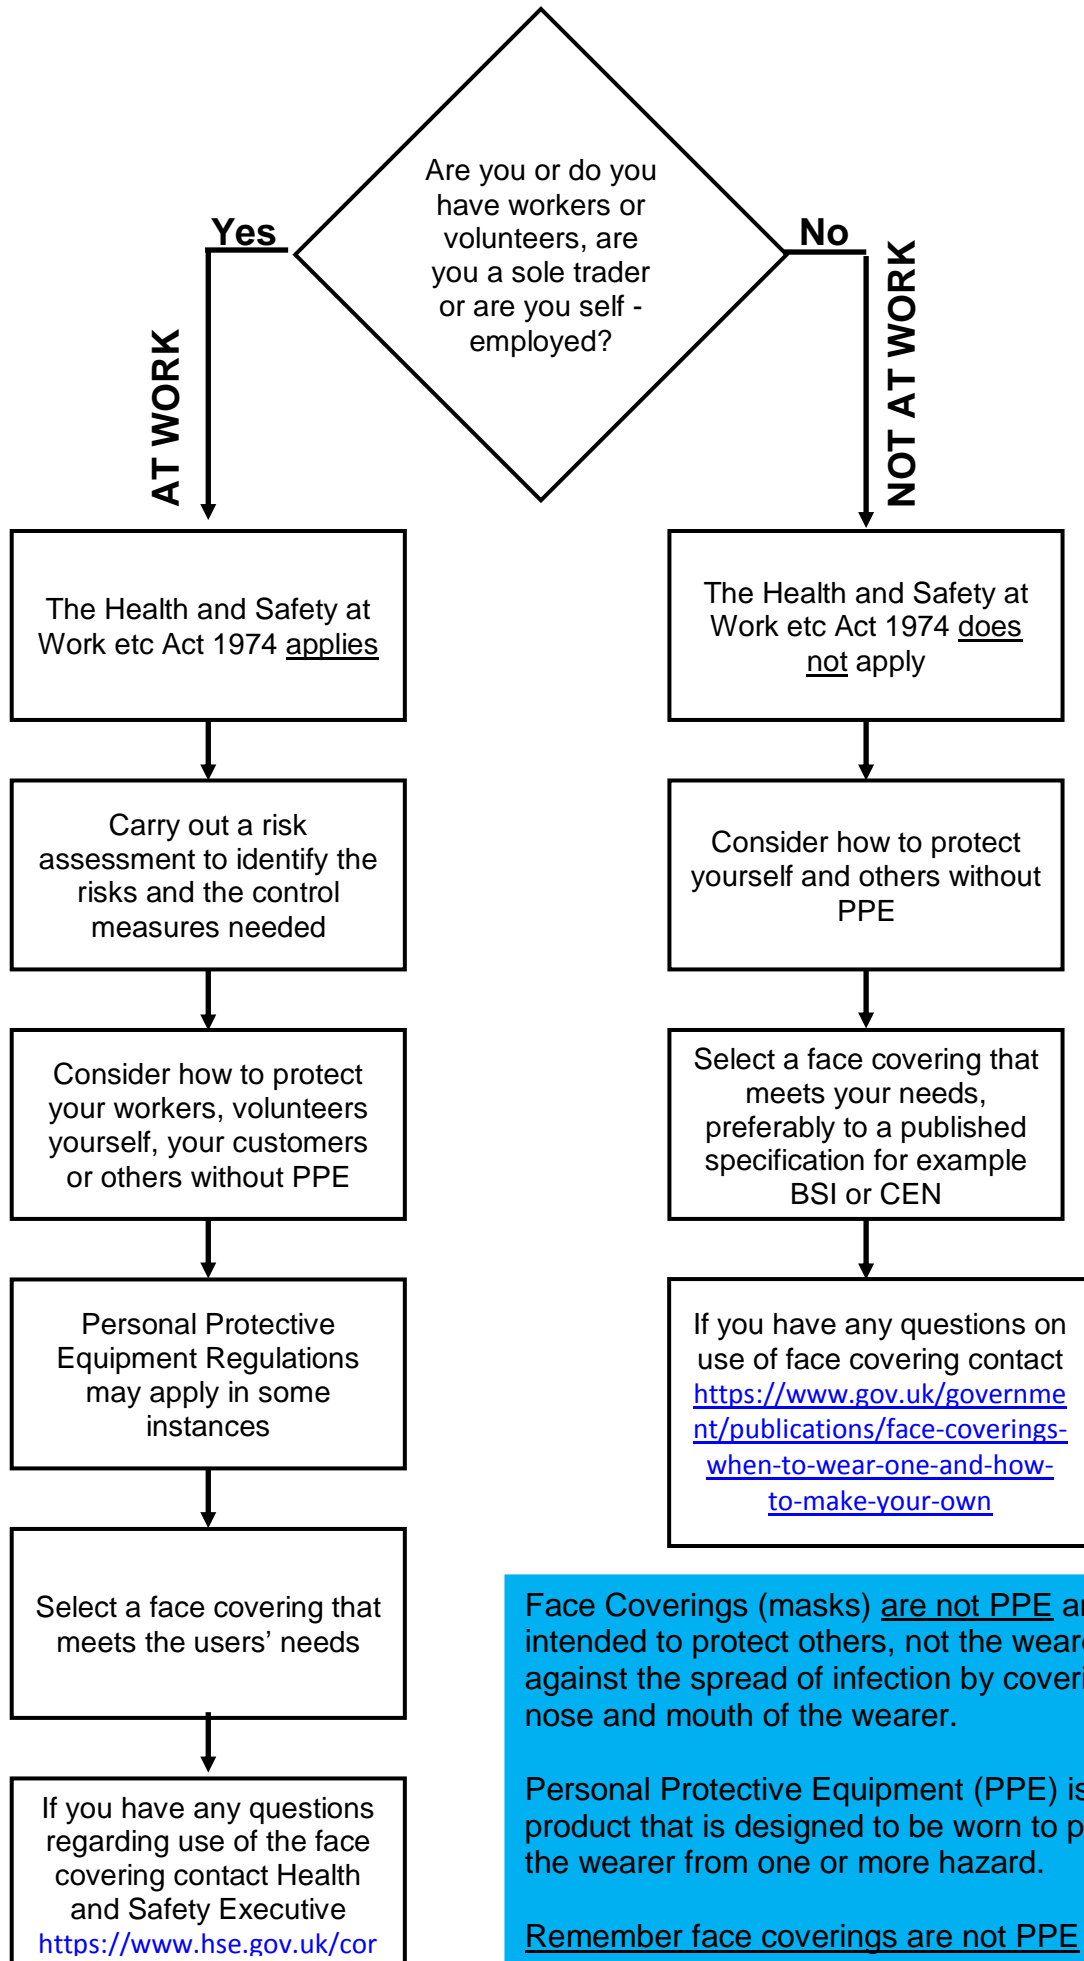 Are you or do you
have workers or
volunteers, are
you a sole trader
or are you self -
employed?
Yes
AT WORK
The Health and Safety at
Work etc Act 1974 applies
Carry out a risk
assessment to identify the
risks and the control
measures needed
Consider how to protect
your workers, volunteers
yourself, your customers
or others without PPE
Personal Protective
Equipment Regulations
may apply in some
instances
Select a face covering that
meets the users’ needs
If you have any questions
regarding use of the face
covering contact Health
and Safety Executive
https://www.hse.gov.uk/cor
No
NOT AT WORK
The Health and Safety at
Work etc Act 1974 does
not apply
Consider how to protect
yourself and others without
PPE
Select a face covering that
meets your needs,
preferably to a published
specification for example
BSI or CEN
If you have any questions on
use of face covering contact
https://www.gov.uk/governme
nt/publications/face-coverings-
when-to-wear-one-and-how-
to-make-your-own
Face Coverings (masks) are not PPE
intended to protect others, not the
against the spread of infection by
nose and mouth of the wearer.
Personal Protective Equipment (PPE) is
product that is designed to be worn to
the wearer from one or more hazard.
Remember face coverings are not PPE